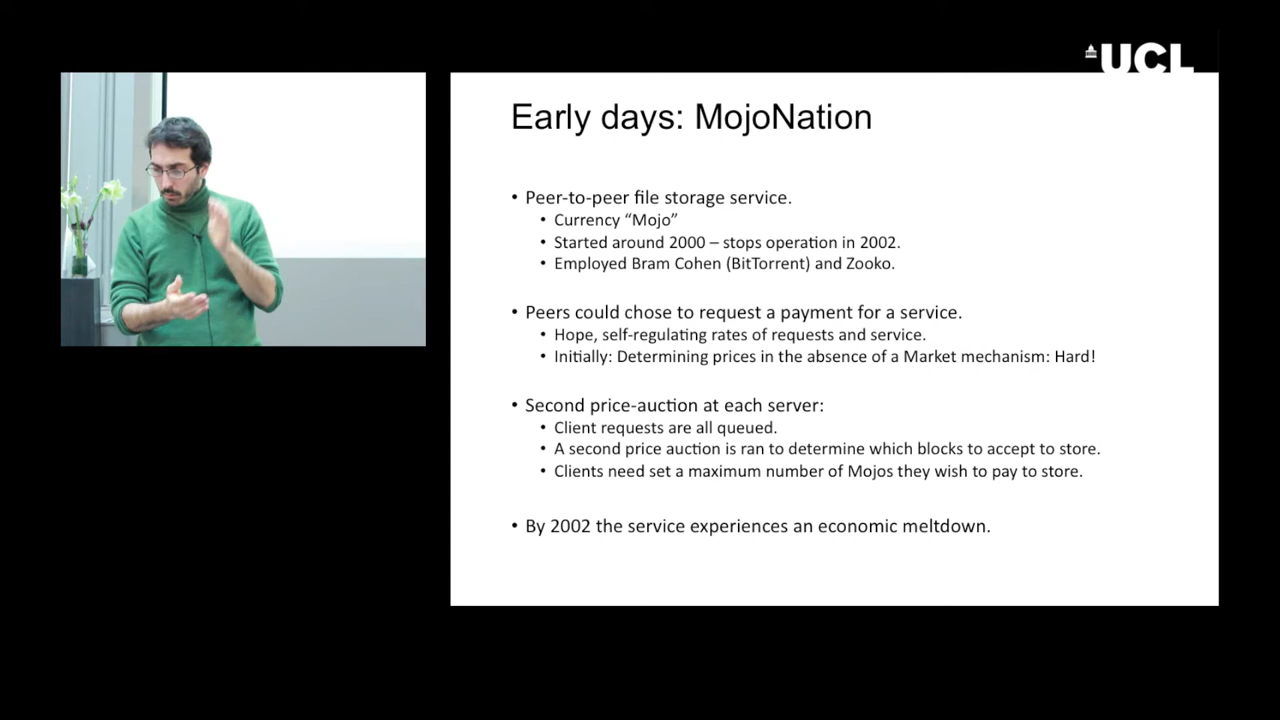 UCL
Early days: MojoNation
• Peer-to-peer file storage service.
• Currency “Mojo”
• Started around 2000 – stops operation in 2002.
• Employed Bram Cohen (BitTorrent) and Zooko.
• Peers could chose to request a payment for a service.
• Hope, self-regulating rates of requests and service.
• Initially: Determining prices in the absence of a Market mechanism: Hard!
• Second price-auction at each server:
• Client requests are all queued.
• A second price auction is ran to determine which blocks to accept to store.
• Clients need set a maximum number of Mojos they wish to pay to store.
• By 2002 the service experiences an economic meltdown.